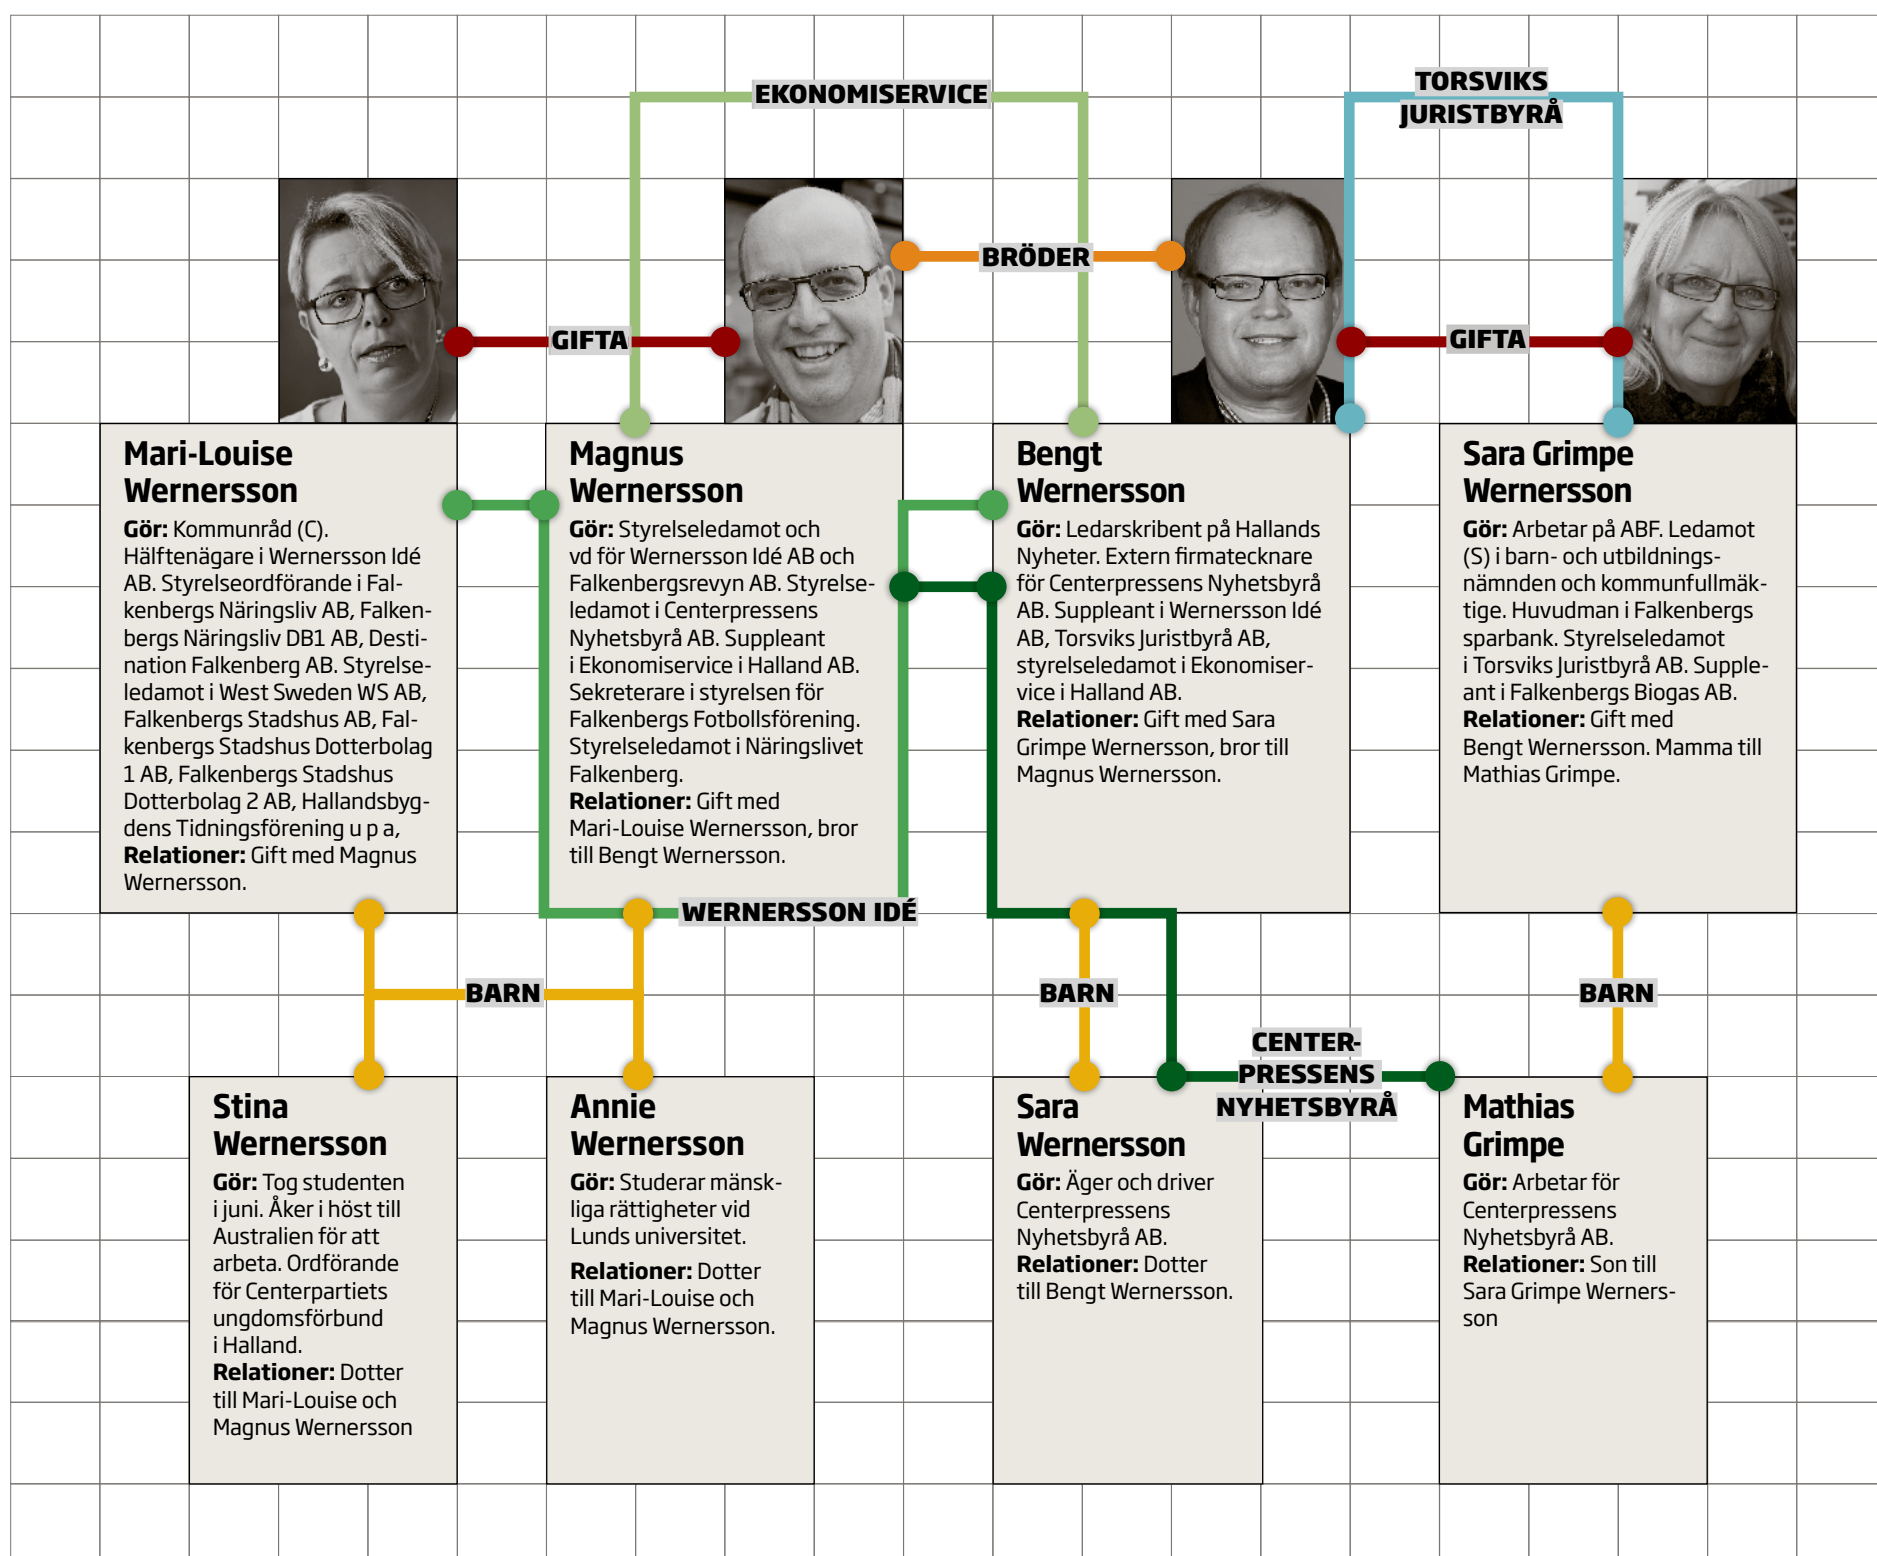 EKONOMISERVICE
TORSVIKS
JURISTBYRÅ
BRÖDER
GIFTA
GIFTA
Mari-Louise
Wernersson
Gör: Kommunråd (C).
Hälftenägare i Wernersson Idé
AB. Styrelseordförande i Fal-
kenbergs Näringsliv AB, Falken-
bergs Näringsliv DB1 AB, Desti-
nation Falkenberg AB. Styrelse-
ledamot i West Sweden WS AB,
Falkenbergs Stadshus AB, Fal-
kenbergs Stadshus Dotterbolag
1 AB, Falkenbergs Stadshus
Dotterbolag 2 AB, Hallandsbyg-
dens Tidningsförening u p a,
Relationer: Gift med Magnus
Wernersson.
Magnus
Wernersson
Gör: Styrelseledamot och
vd för Wernersson Idé AB och
Falkenbergsrevyn AB. Styrelse-
ledamot i Centerpressens
Nyhetsbyrå AB. Suppleant
i Ekonomiservice i Halland AB.
Sekreterare i styrelsen för
Falkenbergs Fotbollsförening.
Styrelseledamot i Näringslivet
Falkenberg.
Relationer: Gift med
Mari-Louise Wernersson, bror
till Bengt Wernersson.
Bengt
Wernersson
Gör: Ledarskribent på Hallands
Nyheter. Extern firmatecknare
för Centerpressens Nyhetsbyrå
AB. Suppleant i Wernersson Idé
AB, Torsviks Juristbyrå AB,
styrelseledamot i Ekonomiser-
vice i Halland AB.
Relationer: Gift med Sara
Grimpe Wernersson, bror till
Magnus Wernersson.
Sara Grimpe
Wernersson
Gör: Arbetar på ABF. Ledamot
(S) i barn- och utbildnings-
nämnden och kommunfullmäk-
tige. Huvudman i Falkenbergs
sparbank. Styrelseledamot
i Torsviks Juristbyrå AB. Supple-
ant i Falkenbergs Biogas AB.
Relationer: Gift med
Bengt Wernersson. Mamma till
Mathias Grimpe.
WERNERSSON IDÉ
BARN
BARN
BARN
CENTER-
PRESSENS
NYHETSBYRÅ
Stina
Wernersson
Gör: Tog studenten
i juni. Åker i höst till
Australien för att
arbeta. Ordförande
för Centerpartiets
ungdomsförbund
i Halland.
Relationer: Dotter
till Mari-Louise och
Magnus Wernersson
Annie
Wernersson
Gör: Studerar mänsk-
liga rättigheter vid
Lunds universitet.
Relationer: Dotter
till Mari-Louise och
Magnus Wernersson.
Sara
Wernersson
Gör: Äger och driver
Centerpressens
Nyhetsbyrå AB.
Relationer: Dotter
till Bengt Wernersson.
Mathias
Grimpe
Gör: Arbetar för
Centerpressens
Nyhetsbyrå AB.
Relationer: Son till
Sara Grimpe Werners-
son